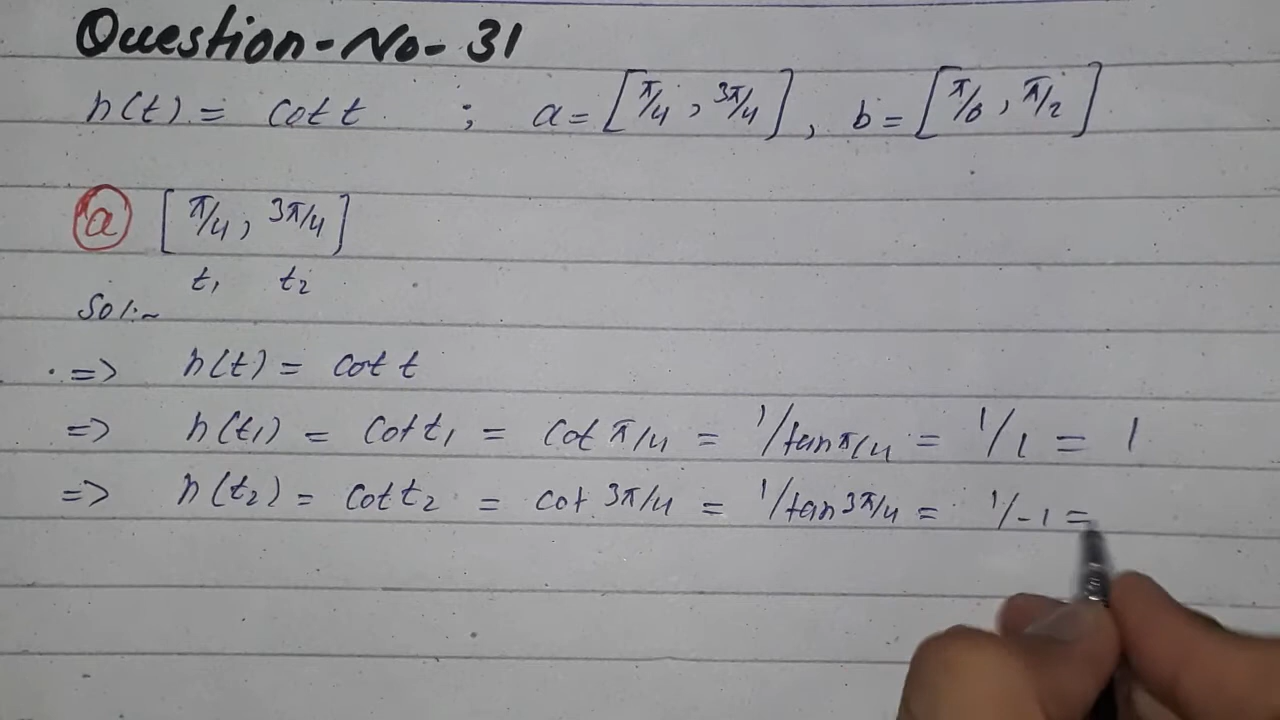 Question-No-31
h(t) = cot t ; a = [π/4, 3π/4], b = [π/6, π/2]
a [π/4, 3π/4]
t₁ t₂
Sol:~
=> h(t) = cot t
=> h(t₁) = cot t₁ = cot π/4 = 1/tan π/4 = 1/1 = 1
=> h(t₂) = cot t₂ = cot 3π/4 = 1/tan 3π/4 = 1/-1 =